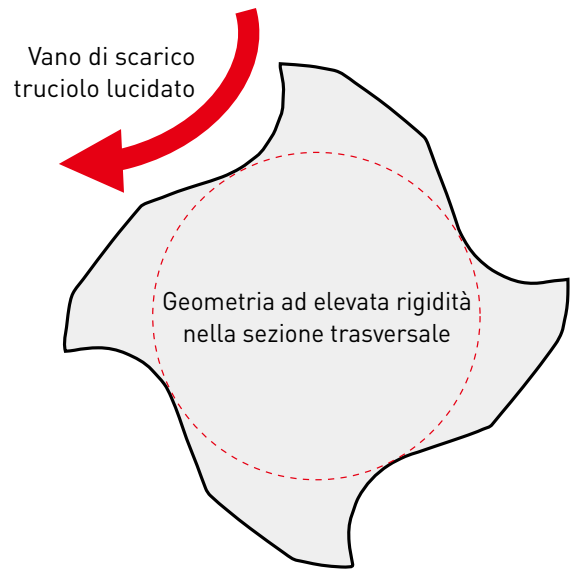 Vano di scarico
truciolo lucidato
Geometria ad elevata rigidità
nella sezione trasversale